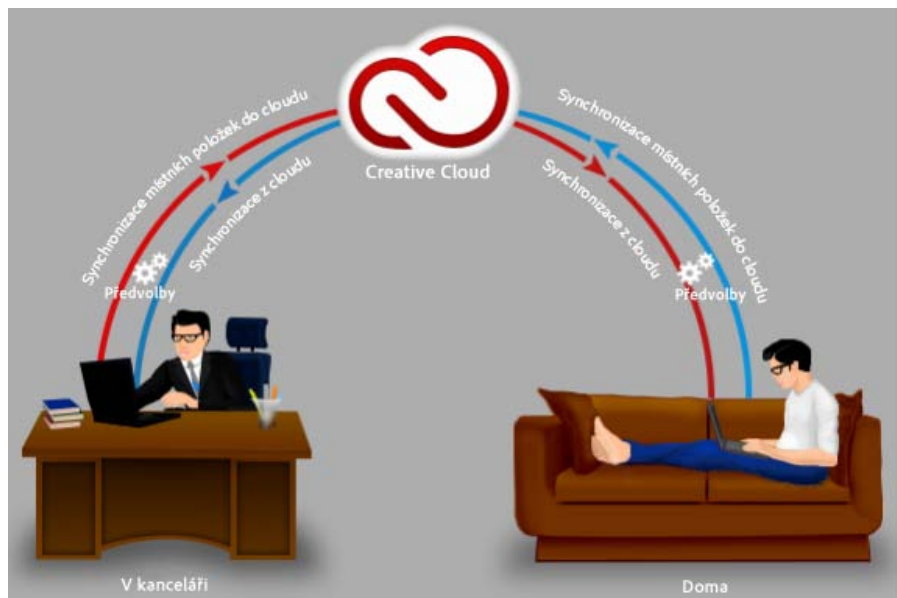 Synchronizace místních položek do cloudu
Synchronizace z cloudu
Předvolby
Creative Cloud
Synchronizace místních položek do cloudu
Synchronizace z cloudu
Předvolby
V kanceláři
Doma